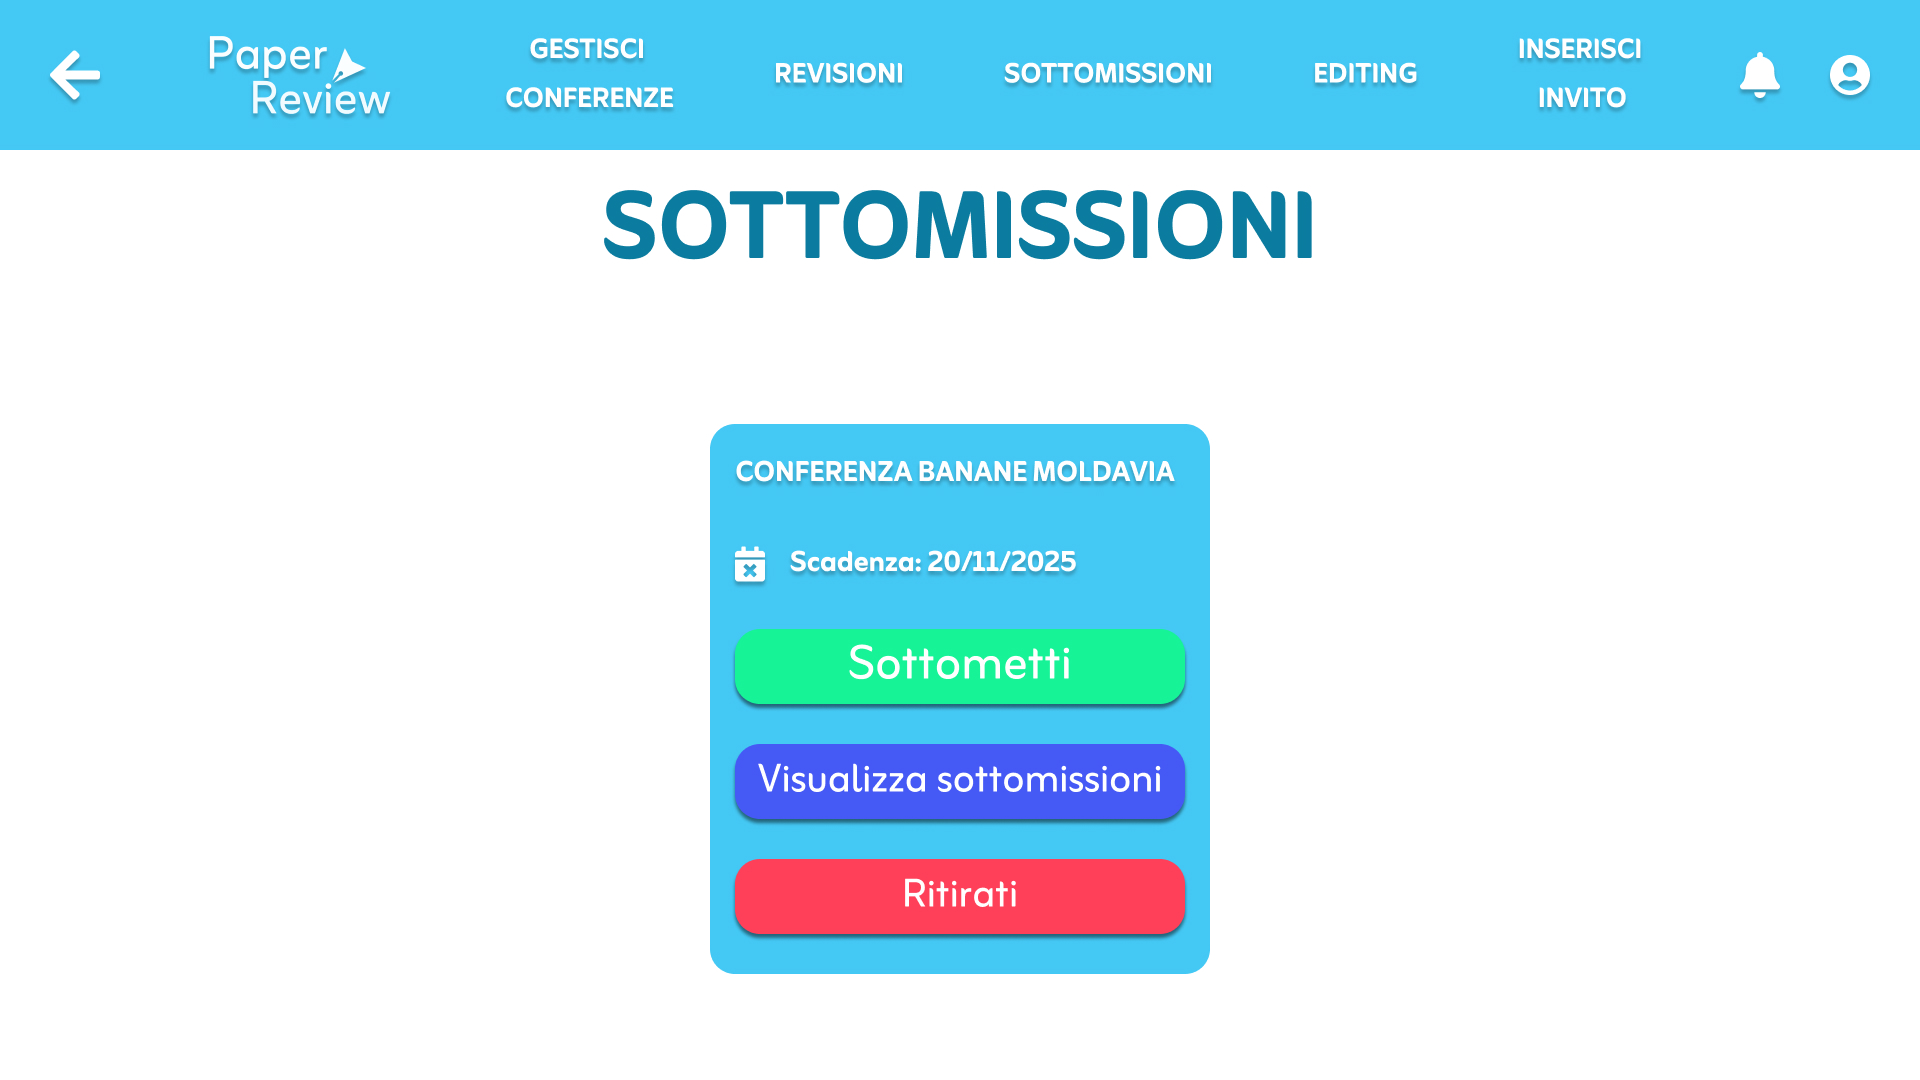 Paper
Review
GESTISCI
CONFERENZE
REVISIONI
SOTTOMISSIONI
EDITING
INSERISCI
INVITO
SOTTOMISSIONI
CONFERENZA BANANE MOLDAVIA
Scadenza: 20/11/2025
Sottometti
Visualizza sottomissioni
Ritirati